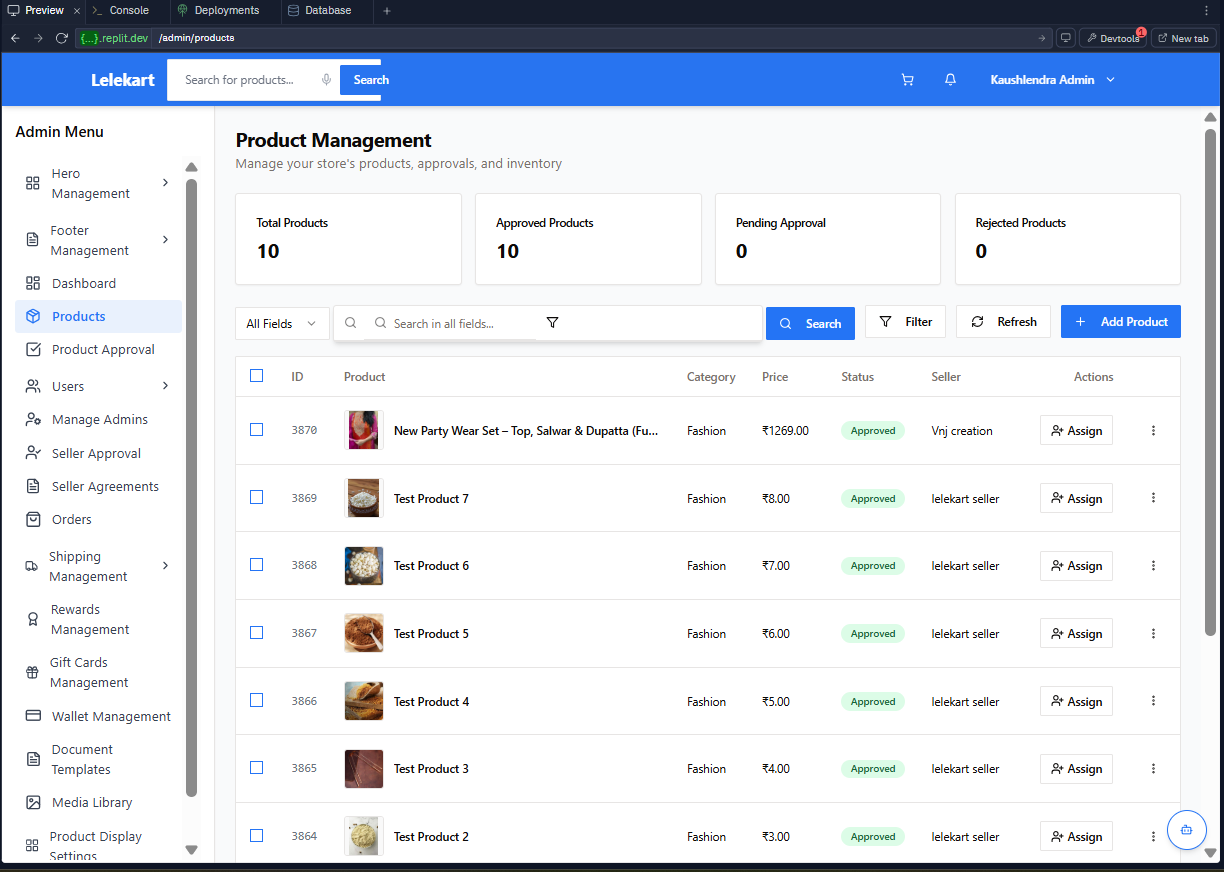 Preview
Console
Deployments
Database
{...}.replit.dev /admin/products
Devtools 1
New tab
Lelekart
Search for products...
Search
Kaushlendra Admin
Admin Menu
Hero
Management
Footer
Management
Dashboard
Products
Product Approval
Users
Manage Admins
Seller Approval
Seller Agreements
Orders
Shipping
Management
Rewards
Management
Gift Cards
Management
Wallet Management
Document
Templates
Media Library
Product Display
Settings
Product Management
Manage your store's products, approvals, and inventory
Total Products
10
Approved Products
10
Pending Approval
0
Rejected Products
0
All Fields
Search in all fields...
Search
Filter
Refresh
Add Product
ID Product Category Price Status Seller Actions
3870 New Party Wear Set – Top, Salwar & Dupatta (Fu... Fashion ₹1269.00 Approved Vnj creation Assign
3869 Test Product 7 Fashion ₹8.00 Approved lelekart seller Assign
3868 Test Product 6 Fashion ₹7.00 Approved lelekart seller Assign
3867 Test Product 5 Fashion ₹6.00 Approved lelekart seller Assign
3866 Test Product 4 Fashion ₹5.00 Approved lelekart seller Assign
3865 Test Product 3 Fashion ₹4.00 Approved lelekart seller Assign
3864 Test Product 2 Fashion ₹3.00 Approved lelekart seller Assign